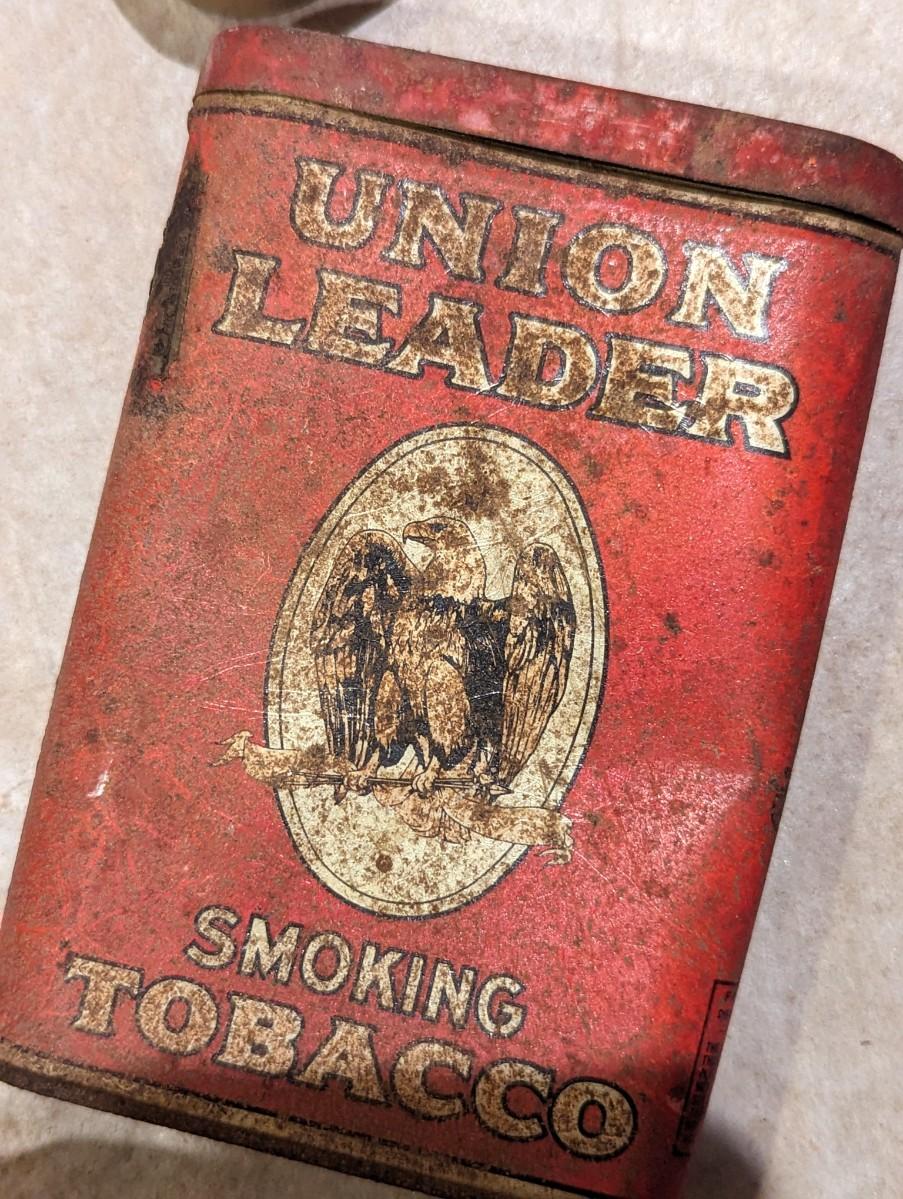 UNION
LEADER
SMOKING
TOBACCO